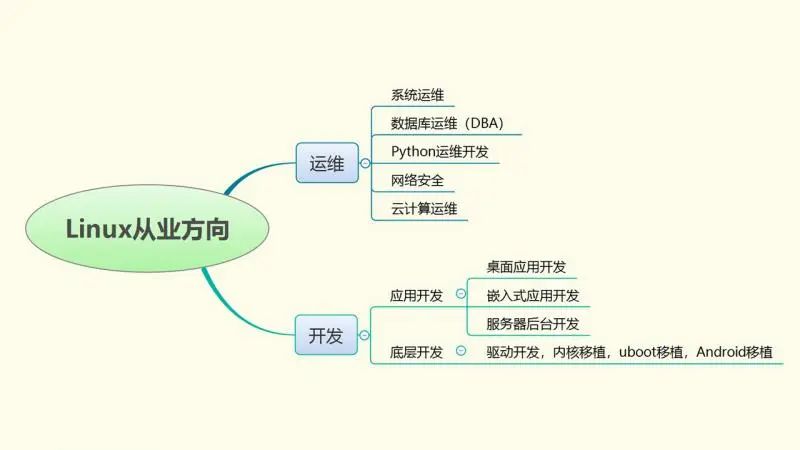 Linux从业方向
运维
系统运维
数据库运维（DBA）
Python运维开发
网络安全
云计算运维
开发
应用开发
桌面应用开发
嵌入式应用开发
服务器后台开发
底层开发
驱动开发，内核移植，uboot移植，Android移植